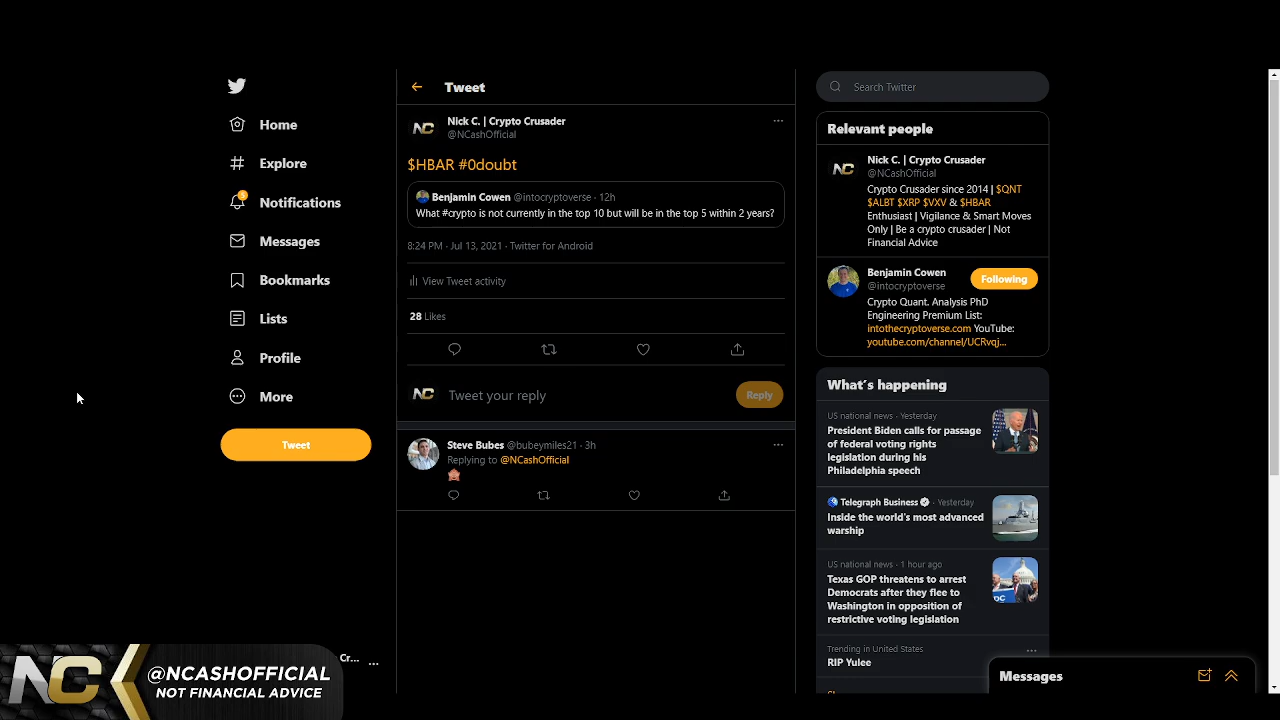 Home
Explore
5
Notifications
Messages
Bookmarks
Lists
Profile
More
Tweet
Cr...
Tweet
NC
Nick C. | Crypto Crusader
@NCashOfficial
$HBAR #0doubt
Benjamin Cowen @intocryptoverse · 12h
What #crypto is not currently in the top 10 but will be in the top 5 within 2 years?
8:24 PM · Jul 13, 2021 · Twitter for Android
View Tweet activity
28 Likes
NC
Tweet your reply
Reply
Steve Bubes @bubeymiles21 · 3h
Replying to @NCashOfficial
Search Twitter
Relevant people
NC
Nick C. | Crypto Crusader
@NCashOfficial
Crypto Crusader since 2014 | $QNT
$ALBT $XRP $VXV & $HBAR
Enthusiast | Vigilance & Smart Moves
Only | Be a crypto crusader | Not
Financial Advice
Benjamin Cowen
@intocryptoverse
Following
Crypto Quant. Analysis PhD
Engineering Premium List:
intothecryptoverse.com YouTube:
youtube.com/channel/UCRvqj...
What's happening
US national news · Yesterday
President Biden calls for passage
of federal voting rights
legislation during his
Philadelphia speech
Telegraph Business · Yesterday
Inside the world's most advanced
warship
US national news · 1 hour ago
Texas GOP threatens to arrest
Democrats after they flee to
Washington in opposition of
restrictive voting legislation
Trending in United States
RIP Yulee
Messages
NC
@NCASHOFFICIAL
NOT FINANCIAL ADVICE